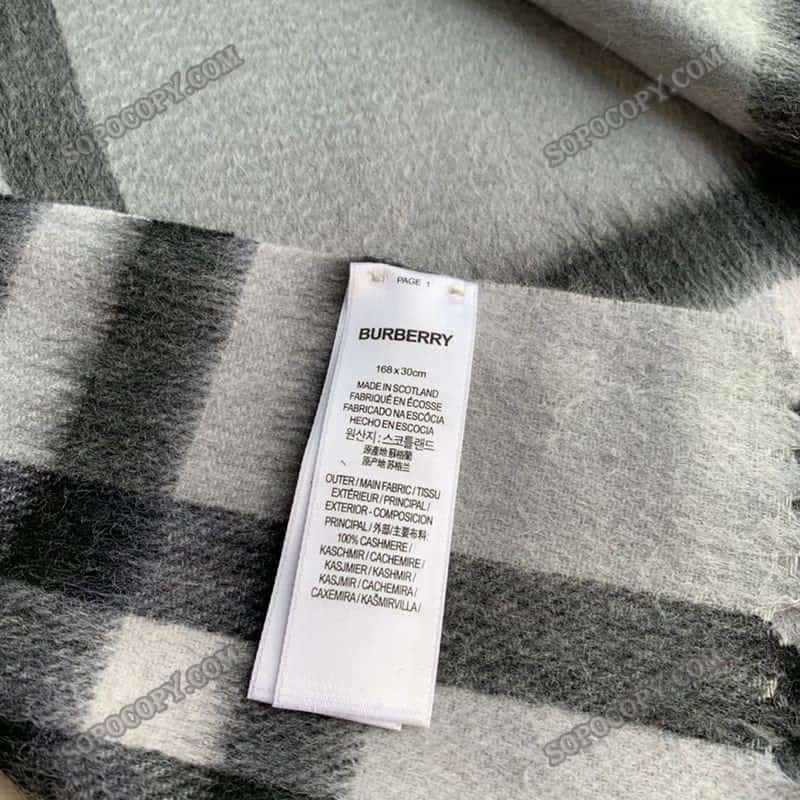 SOPOCOPY.COM
SOPOCOPY.COM
PAGE 1
BURBERRY
168 x 30cm
MADE IN SCOTLAND
FABRIQUÉ EN ÉCOSSE
FABRICADO NA ESCÓCIA
HECHO EN ESCOCIA
원산지 : 스코틀랜드
原產地 蘇格蘭
原产地 苏格兰
OUTER / MAIN FABRIC / TISSU
EXTÉRIEUR / PRINCIPAL /
EXTERIOR - COMPOSICION
PRINCIPAL / 外部/主要布料:
100% CASHMERE /
KASCHMIR / CACHEMIRE /
KASJMIER / KASHMIR /
KASJMIR / CACHEMIRA /
CAXEMIRA / KAŠMIRVILLA /
SOPOCOPY.COM
SOPOCOPY.COM